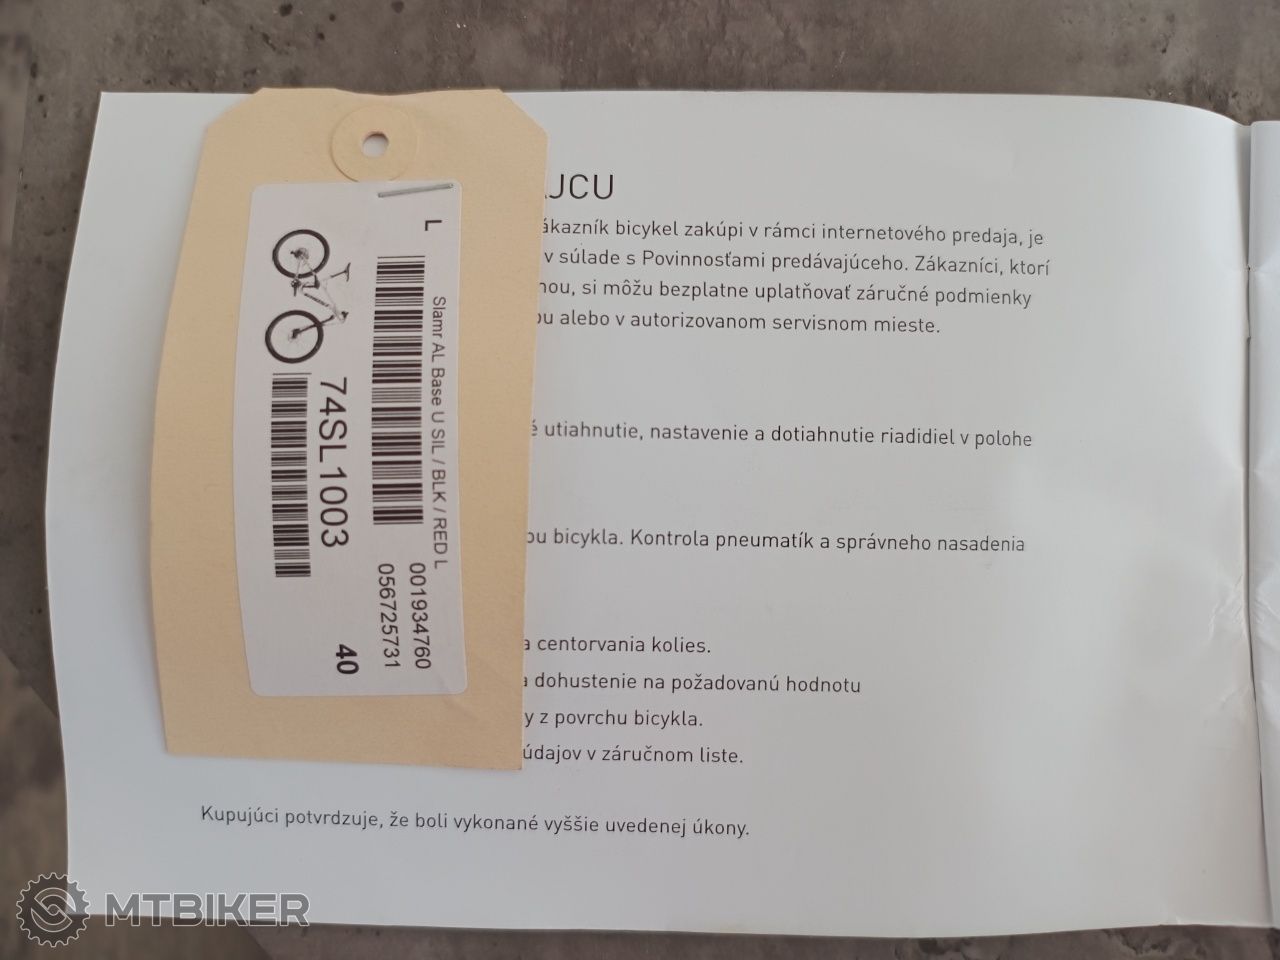 L
Slamr AL Base U SIL / BLK / RED L
001934760
056725731
74SL1003
40
JCU
ákazník bicykel zakúpi v rámci internetového predaja, je
v súlade s Povinnosťami predávajúceho. Zákazníci, ktorí
nou, si môžu bezplatne uplatňovať záručné podmienky
ou alebo v autorizovanom servisnom mieste.
é utiahnutie, nastavenie a dotiahnutie riadidiel v polohe
ou bicykla. Kontrola pneumatík a správneho nasadenia
a centorvania kolies.
a dohustenie na požadovanú hodnotu
y z povrchu bicykla.
údajov v záručnom liste.
Kupujúci potvrdzuje, že boli vykonané vyššie uvedenej úkony.
MTBIKER